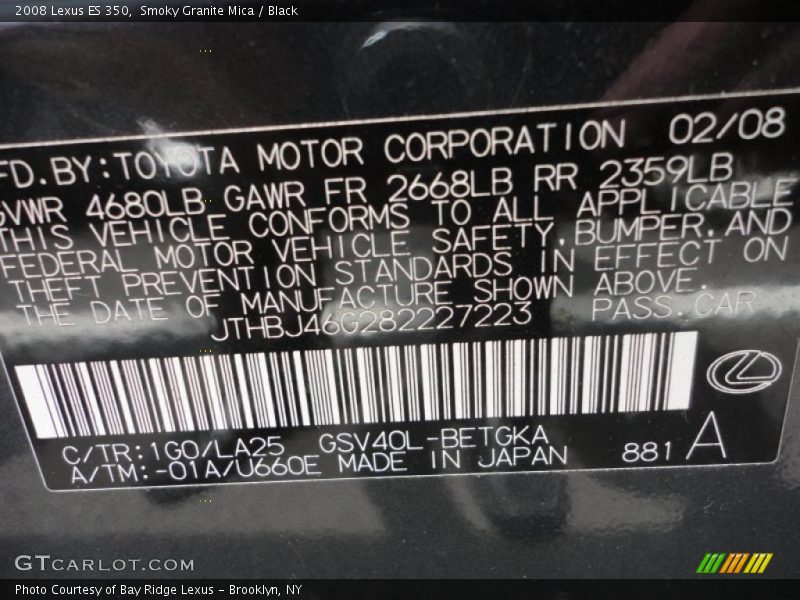 2008 Lexus ES 350,  Smoky Granite Mica / Black
FD.BY:TOYOTA MOTOR CORPORATION 02/08
GVWR 4680LB GAWR FR 2668LB RR 2359LB
THIS VEHICLE CONFORMS TO ALL APPLICABLE
FEDERAL MOTOR VEHICLE SAFETY,BUMPER,AND
THEFT PREVENTION STANDARDS IN EFFECT ON
THE DATE OF MANUFACTURE SHOWN ABOVE.
JTHBJ46G282227223 PASS.CAR
C/TR:1G0/LA25 GSV40L-BETGKA
A/TM:-01A/U660E MADE IN JAPAN 881 A
GTCARLOT.COM
Photo Courtesy of Bay Ridge Lexus - Brooklyn, NY